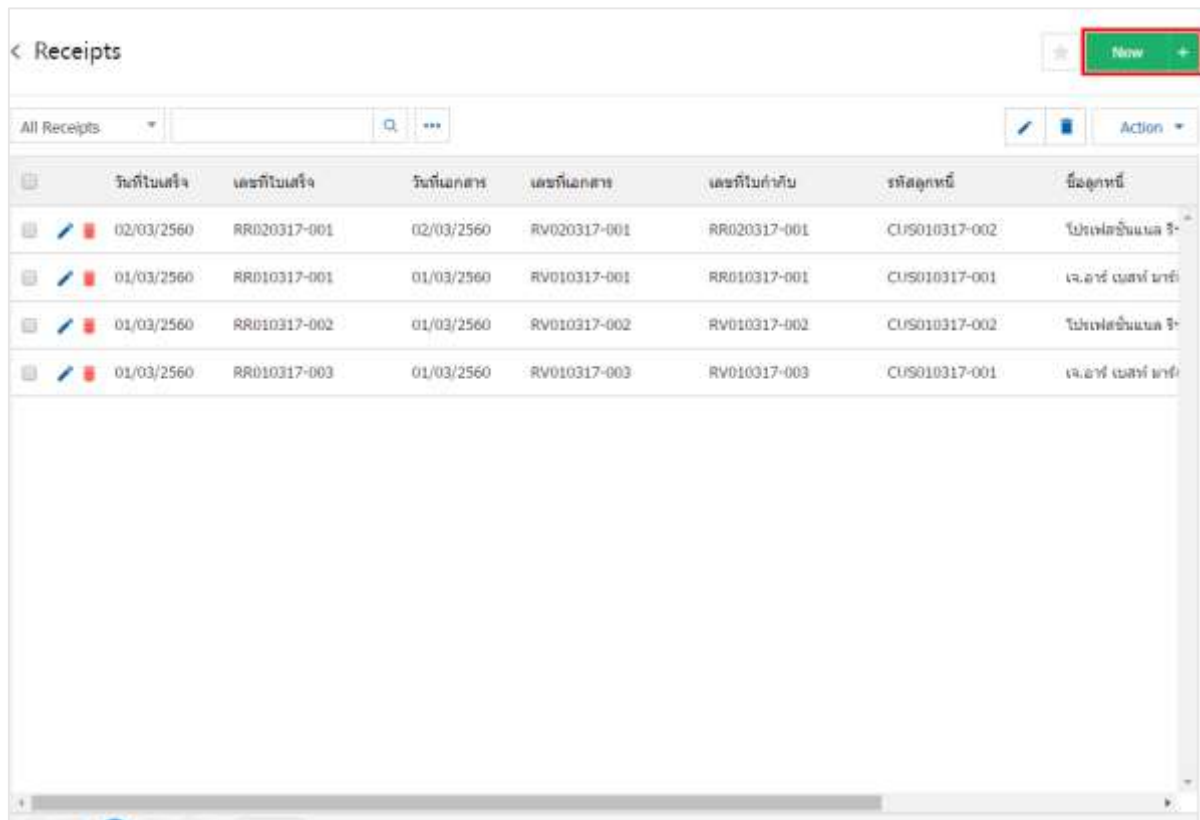 < Receipts
New +
All Receipts
Action
วันที่ใบเสร็จ เลขที่ใบเสร็จ วันที่เอกสาร เลขที่เอกสาร เลขที่ใบกำกับ รหัสลูกหนี้ ชื่อลูกหนี้
02/03/2560 RR020317-001 02/03/2560 RV020317-001 RR020317-001 CUS010317-002 โปรเฟสชั่นแนล
01/03/2560 RR010317-001 01/03/2560 RV010317-001 RR010317-001 CUS010317-001 เจ.อาร์ เบสท์
01/03/2560 RR010317-002 01/03/2560 RV010317-002 RV010317-002 CUS010317-002 โปรเฟสชั่นแนล
01/03/2560 RR010317-003 01/03/2560 RV010317-003 RV010317-003 CUS010317-001 เจ.อาร์ เบสท์